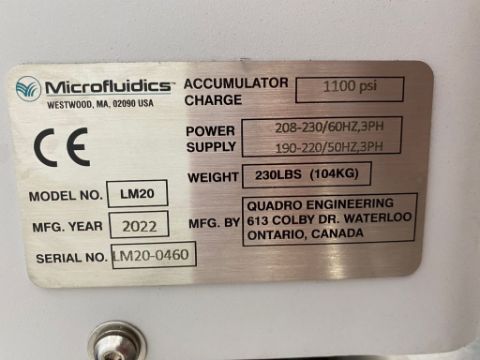 Microfluidics™
WESTWOOD, MA, 02090 USA
CE
MODEL NO. LM20
MFG. YEAR 2022
SERIAL NO. LM20-0460
ACCUMULATOR
CHARGE
1100 psi
POWER
SUPPLY
208-230/60HZ,3PH
190-220/50HZ,3PH
WEIGHT 230LBS (104KG)
MFG. BY
QUADRO ENGINEERING
613 COLBY DR. WATERLOO
ONTARIO, CANADA